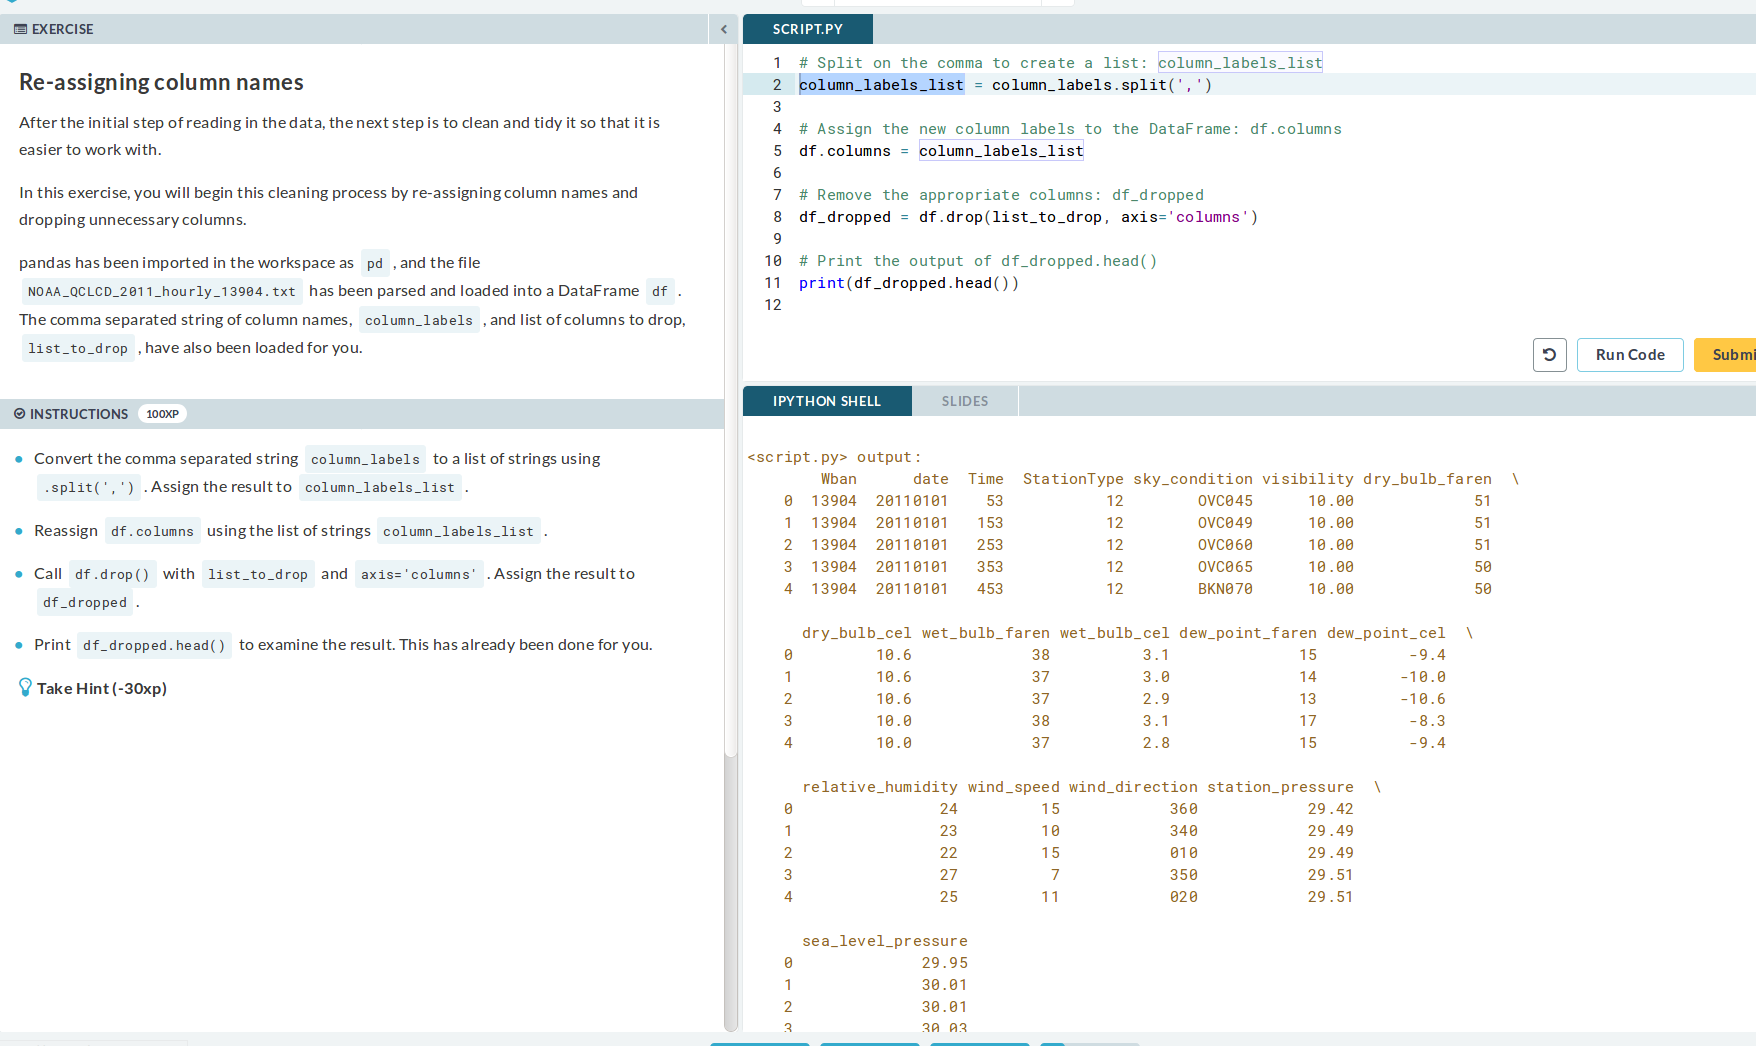 EXERCISE
Re-assigning column names
After the initial step of reading in the data, the next step is to clean and tidy it so that it is
easier to work with.
In this exercise, you will begin this cleaning process by re-assigning column names and
dropping unnecessary columns.
pandas has been imported in the workspace as pd , and the file
NOAA_QCLCD_2011_hourly_13904.txt has been parsed and loaded into a DataFrame df .
The comma separated string of column names, column_labels , and list of columns to drop,
list_to_drop , have also been loaded for you.
INSTRUCTIONS 100XP
Convert the comma separated string column_labels to a list of strings using
.split(',') . Assign the result to column_labels_list .
Reassign df.columns using the list of strings column_labels_list .
Call df.drop() with list_to_drop and axis='columns' . Assign the result to
df_dropped .
Print df_dropped.head() to examine the result. This has already been done for you.
Take Hint (-30xp)
SCRIPT.PY
1 # Split on the comma to create a list: column_labels_list
2 column_labels_list = column_labels.split(',')
3
4 # Assign the new column labels to the DataFrame: df.columns
5 df.columns = column_labels_list
6
7 # Remove the appropriate columns: df_dropped
8 df_dropped = df.drop(list_to_drop, axis='columns')
9
10 # Print the output of df_dropped.head()
11 print(df_dropped.head())
12
Run Code Submi
IPYTHON SHELL SLIDES
<script.py> output:
Wban date Time StationType sky_condition visibility dry_bulb_faren \
0 13904 20110101 53 12 OVC045 10.00 51
1 13904 20110101 153 12 OVC049 10.00 51
2 13904 20110101 253 12 OVC060 10.00 51
3 13904 20110101 353 12 OVC065 10.00 50
4 13904 20110101 453 12 BKN070 10.00 50
dry_bulb_cel wet_bulb_faren wet_bulb_cel dew_point_faren dew_point_cel \
0 10.6 38 3.1 15 -9.4
1 10.6 37 3.0 14 -10.0
2 10.6 37 2.9 13 -10.6
3 10.0 38 3.1 17 -8.3
4 10.0 37 2.8 15 -9.4
relative_humidity wind_speed wind_direction station_pressure \
0 24 15 360 29.42
1 23 10 340 29.49
2 22 15 010 29.49
3 27 7 350 29.51
4 25 11 020 29.51
sea_level_pressure
0 29.95
1 30.01
2 30.01
3 30.03